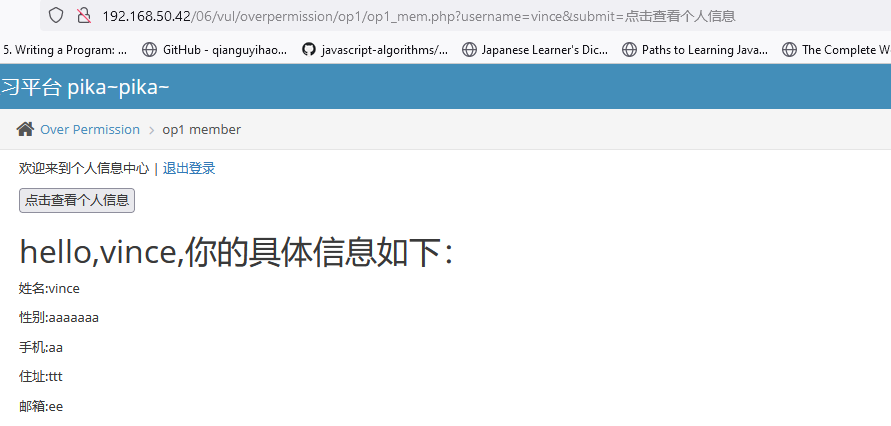 192.168.50.42/06/vul/overpermission/op1/op1_mem.php?username=vince&submit=点击查看个人信息
5. Writing a Program: ... GitHub - qianguyihao... javascript-algorithms/... Japanese Learner's Dic... Paths to Learning Java... The Complete W
习平台 pika~pika~
Over Permission > op1 member
欢迎来到个人信息中心 | 退出登录
点击查看个人信息
hello,vince,你的具体信息如下：
姓名:vince
性别:aaaaaaa
手机:aa
住址:ttt
邮箱:ee